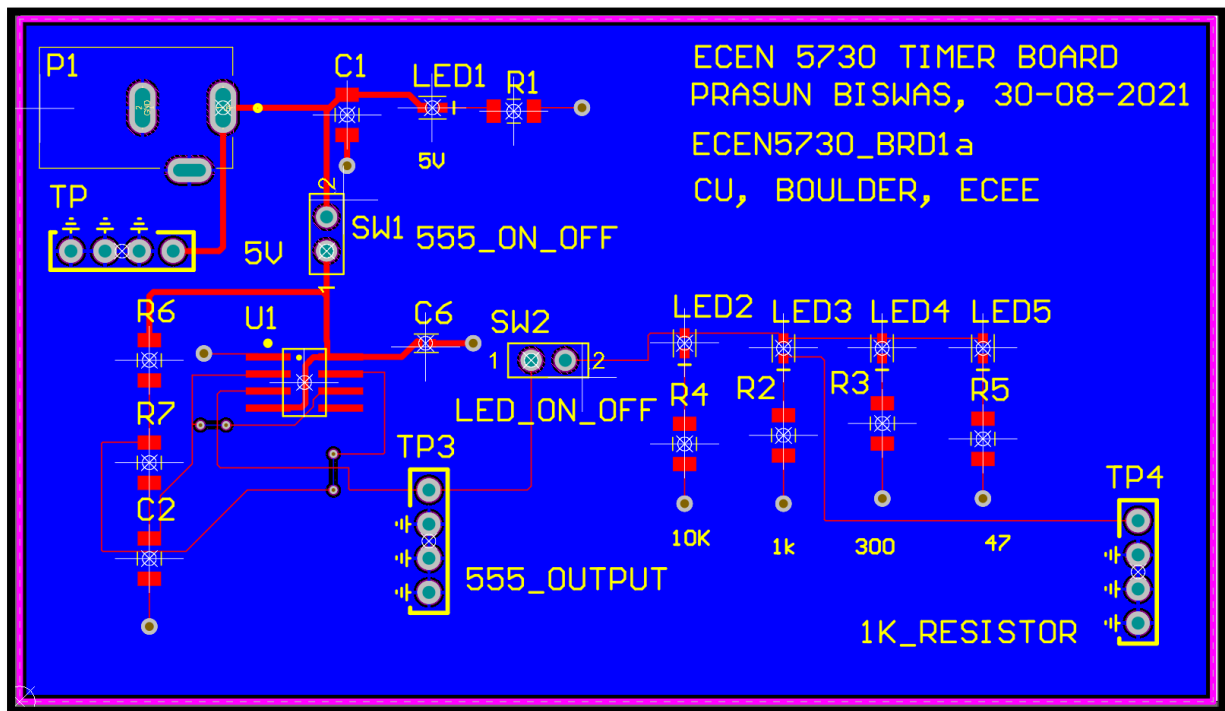 P1
C1
LED1
R1
ECEN 5730 TIMER BOARD
PRASUN BISWAS, 30-08-2021
ECEN5730_BRD1a
CU, BOULDER, ECEE
5V
TP
2
SW1
555_ON_OFF
5V
1
R6
U1
C6
SW2
LED2
LED3
LED4
LED5
1
2
R4
R2
R3
R5
LED_ON_OFF
R7
TP3
TP4
C2
10K
1k
300
47
555_OUTPUT
1K_RESISTOR